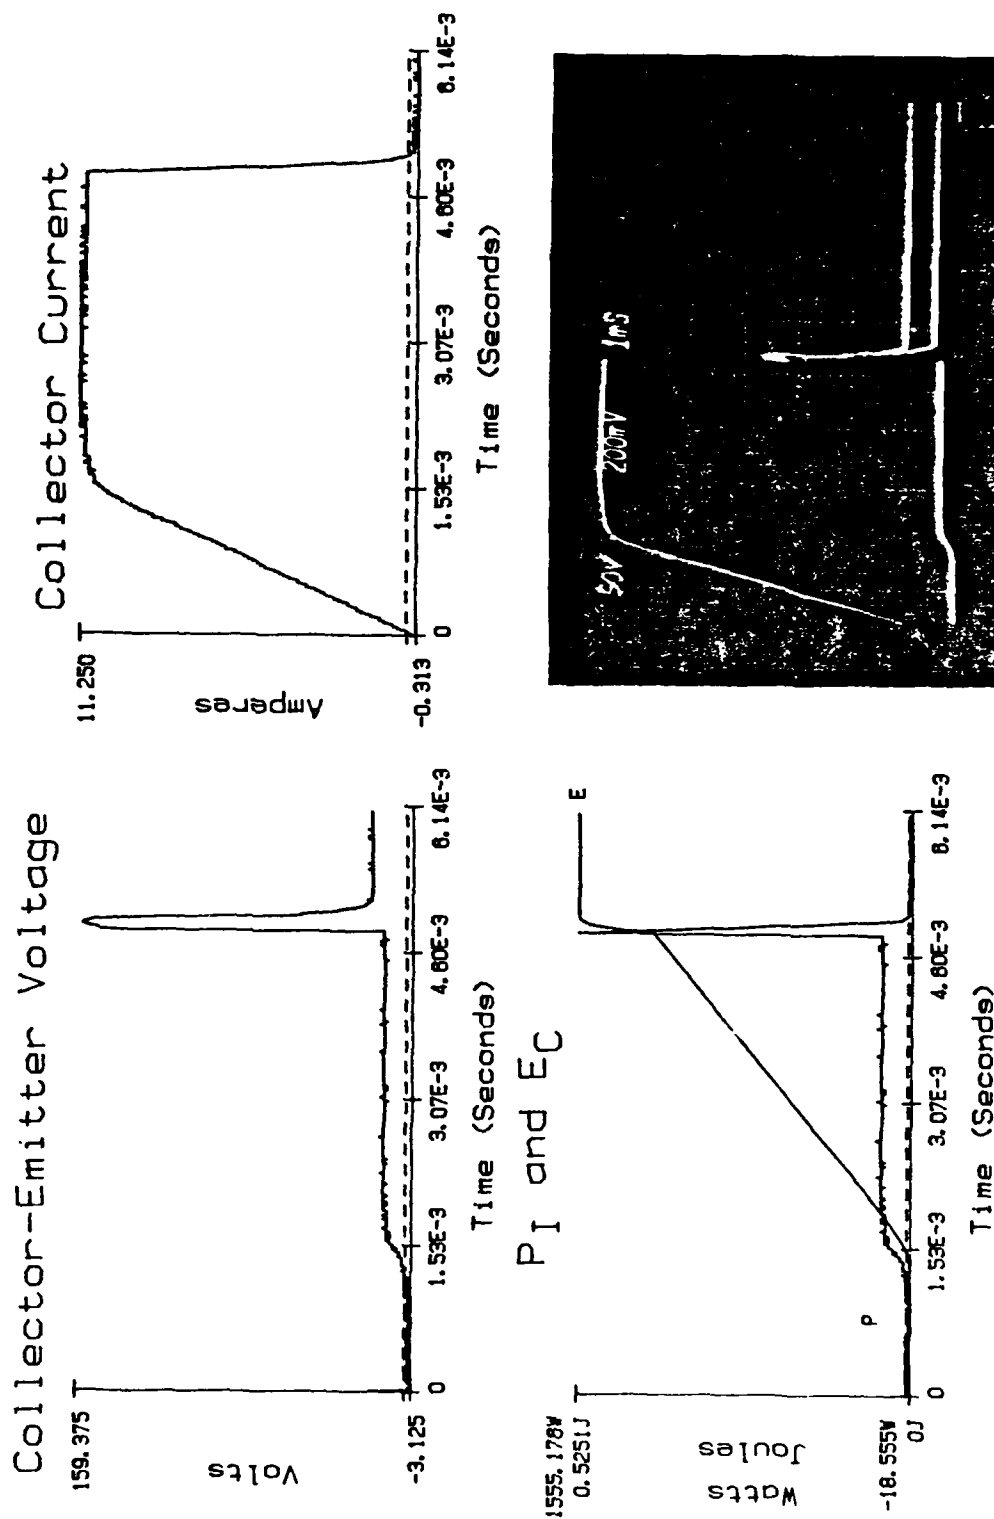 Collector-Emitter Voltage
159.375
Volts
-3.125
0
1.53E-3
3.07E-3
4.60E-3
6.14E-3
Time (Seconds)
Collector Current
11.250
Amperes
-0.313
0
1.53E-3
3.07E-3
4.60E-3
6.14E-3
Time (Seconds)
PI and EC
1555.178W
0.5251J
Watts
Joules
-18.555W
0J
P
E
0
1.53E-3
3.07E-3
4.60E-3
6.14E-3
Time (Seconds)
50V 200mV 1mS